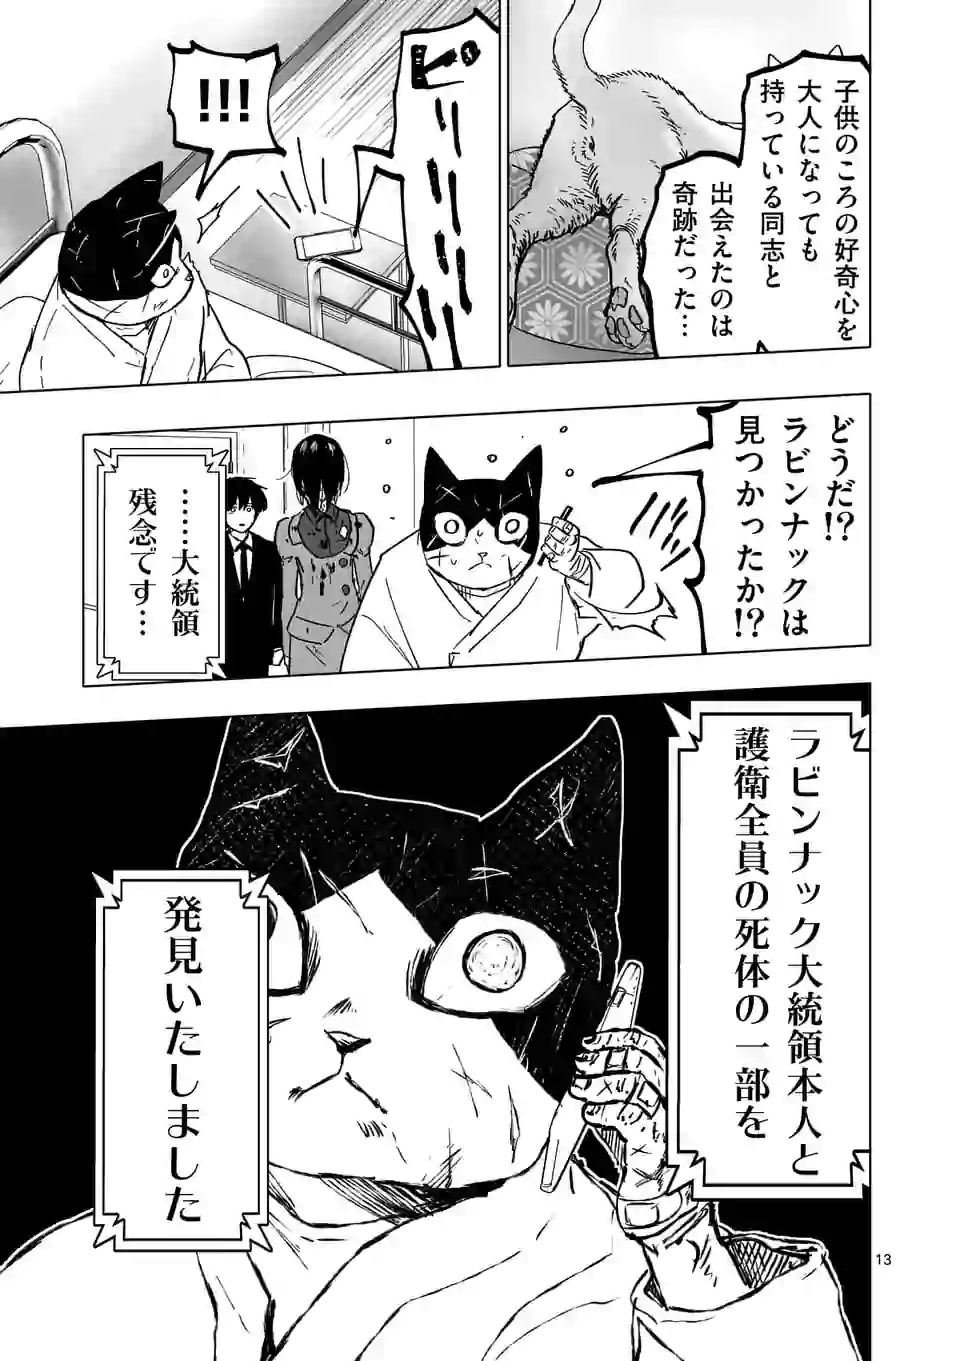 子供のころの好奇心を
大人になっても
持っている同志と
出会えたのは
奇跡だった…
ピリリリリリ
!!!
どうだ!?
ラビンナックは
見つかったか!?
……大統領
残念です…
ラビンナック大統領本人と
護衛全員の死体の一部を
発見いたしました
13